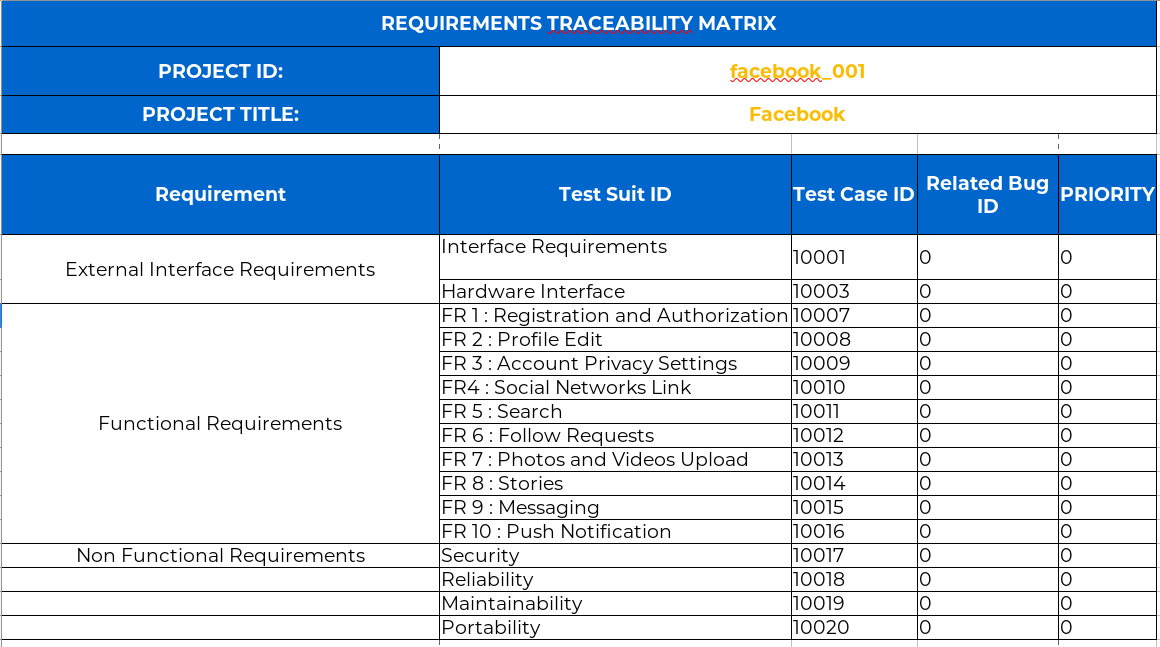 REQUIREMENTS TRACEABILITY MATRIX
PROJECT ID: facebook_001
PROJECT TITLE: Facebook
Requirement Test Suit ID Test Case ID Related Bug ID PRIORITY
External Interface Requirements Interface Requirements 10001 0 0
Hardware Interface 10003 0 0
Functional Requirements FR 1 : Registration and Authorization 10007 0 0
FR 2 : Profile Edit 10008 0 0
FR 3 : Account Privacy Settings 10009 0 0
FR4 : Social Networks Link 10010 0 0
FR 5 : Search 10011 0 0
FR 6 : Follow Requests 10012 0 0
FR 7 : Photos and Videos Upload 10013 0 0
FR 8 : Stories 10014 0 0
FR 9 : Messaging 10015 0 0
FR 10 : Push Notification 10016 0 0
Non Functional Requirements Security 10017 0 0
Reliability 10018 0 0
Maintainability 10019 0 0
Portability 10020 0 0